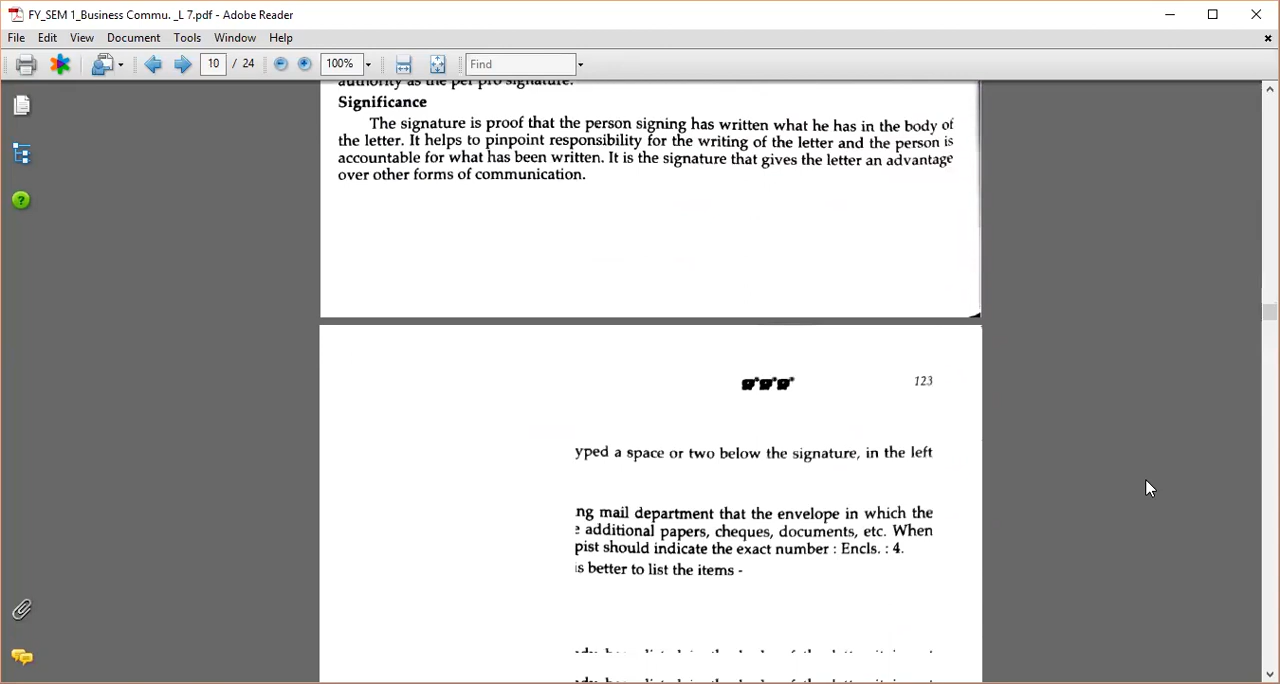 FY_SEM 1_Business Commu. _L 7.pdf - Adobe Reader
File Edit View Document Tools Window Help
10 / 24 100% Find
authority as the per pro signature.
Significance
The signature is proof that the person signing has written what he has in the body of
the letter. It helps to pinpoint responsibility for the writing of the letter and the person is
accountable for what has been written. It is the signature that gives the letter an advantage
over other forms of communication.
123
yped a space or two below the signature, in the left
ng mail department that the envelope in which the
additional papers, cheques, documents, etc. When
pist should indicate the exact number : Encls. : 4.
is better to list the items -